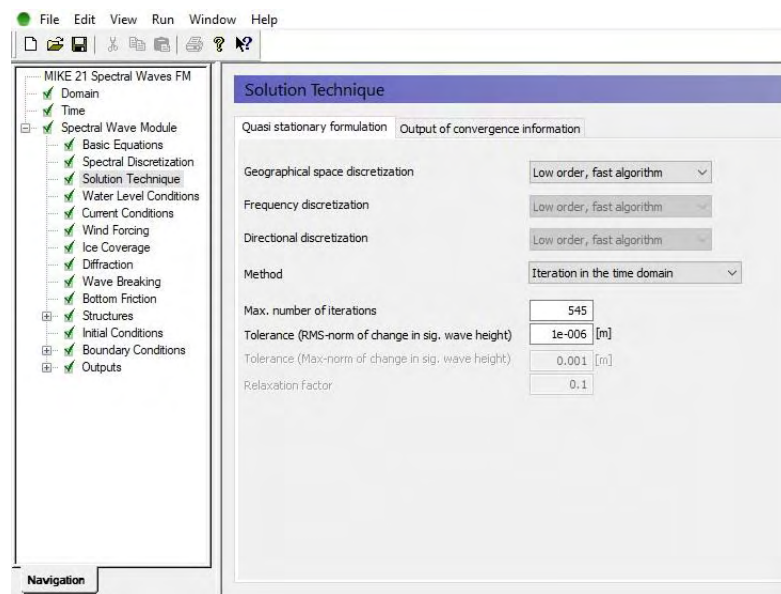 File Edit View Run Window Help
MIKE 21 Spectral Waves FM
Domain
Time
Spectral Wave Module
Basic Equations
Spectral Discretization
Solution Technique
Water Level Conditions
Current Conditions
Wind Forcing
Ice Coverage
Diffraction
Wave Breaking
Bottom Friction
Structures
Initial Conditions
Boundary Conditions
Outputs
Navigation
Solution Technique
Quasi stationary formulation Output of convergence information
Geographical space discretization Low order, fast algorithm
Frequency discretization Low order, fast algorithm
Directional discretization Low order, fast algorithm
Method Iteration in the time domain
Max. number of iterations 545
Tolerance (RMS-norm of change in sig. wave height) 1e-006 [m]
Tolerance (Max-norm of change in sig. wave height) 0.001 [m]
Relaxation factor 0.1